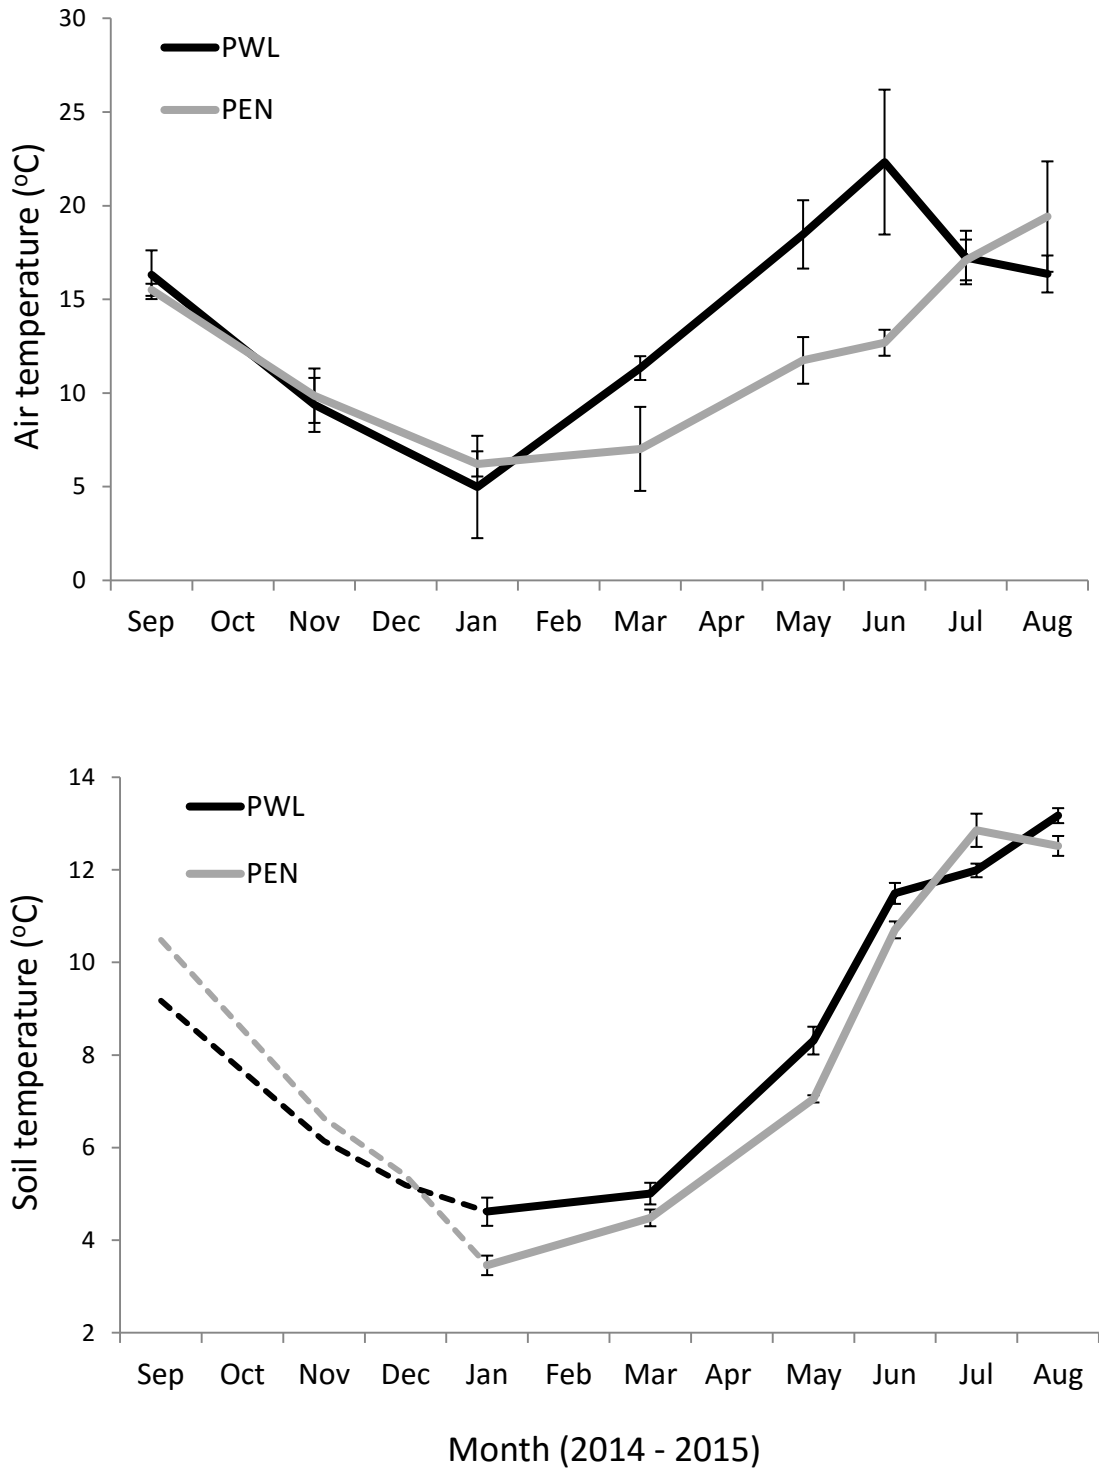 30
25
20
15
10
5
0
Air temperature (ºC)
PWL
PEN
Sep Oct Nov Dec Jan Feb Mar Apr May Jun Jul Aug
14
12
10
8
6
4
2
Soil temperature (ºC)
PWL
PEN
Sep Oct Nov Dec Jan Feb Mar Apr May Jun Jul Aug
Month (2014 - 2015)